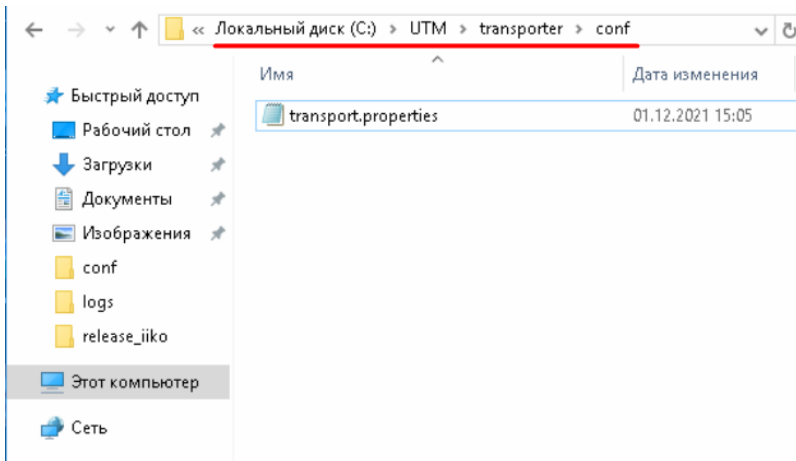 « Локальный диск (C:) > UTM > transporter > conf
Имя
Дата изменения
Быстрый доступ
Рабочий стол
Загрузки
Документы
Изображения
conf
logs
release_iiko
Этот компьютер
Сеть
transport.properties
01.12.2021 15:05